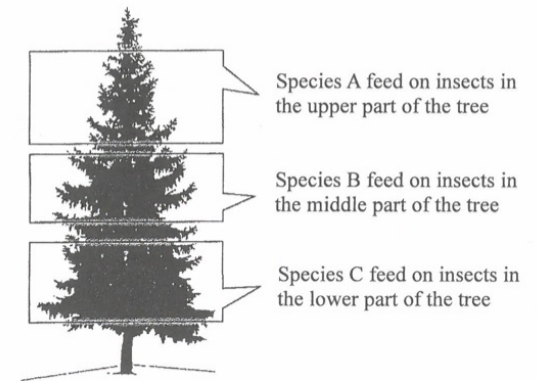 Species A feed on insects in
the upper part of the tree
Species B feed on insects in
the middle part of the tree
Species C feed on insects in
the lower part of the tree